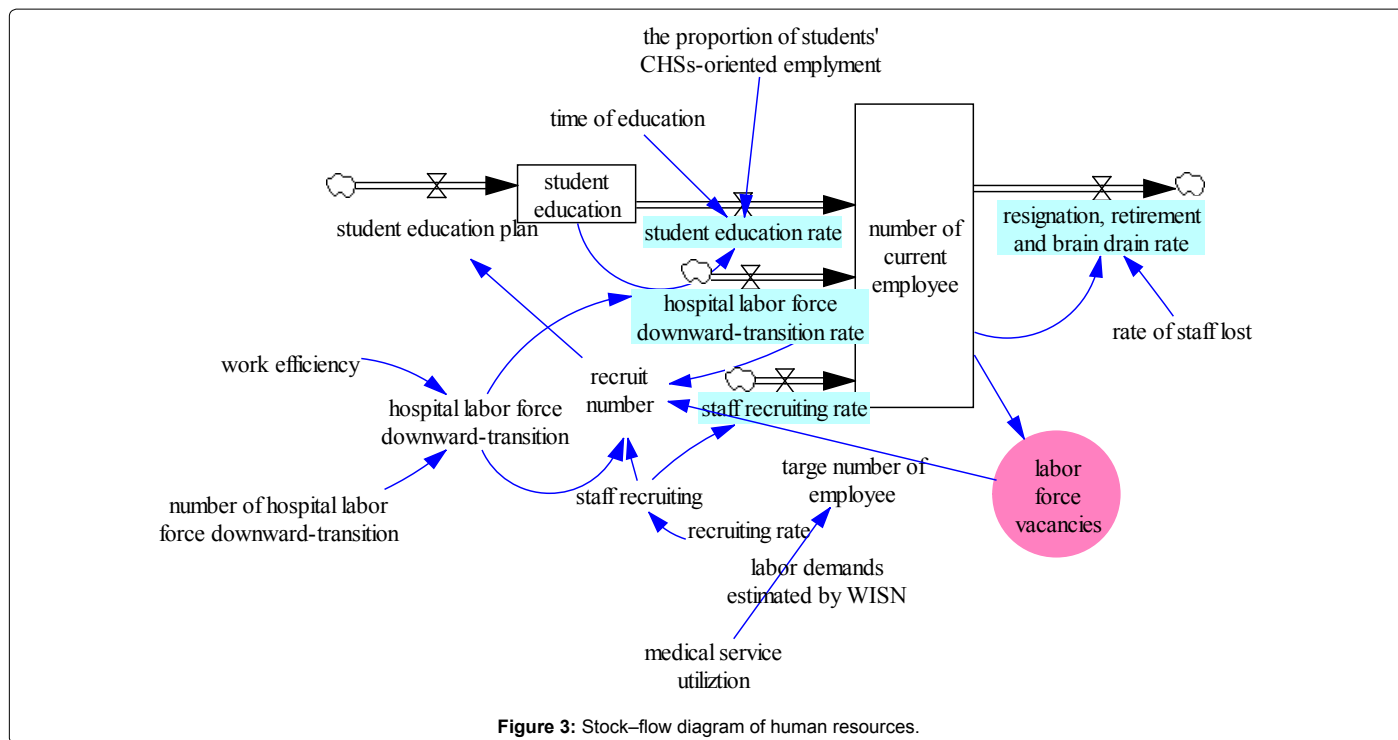 the proportion of students'
CHSs-oriented emplyment
time of education
student
education
student education plan
student education rate
number of
current
employee
resignation, retirement
and brain drain rate
hospital labor force
downward-transition rate
rate of staff lost
work efficiency
recruit
number
staff recruiting rate
hospital labor force
downward-transition
targe number of
employee
labor
force
vacancies
number of hospital labor
force downward-transition
staff recruiting
recruiting rate
labor demands
estimated by WISN
medical service
utiliztion
Figure 3: Stock–flow diagram of human resources.